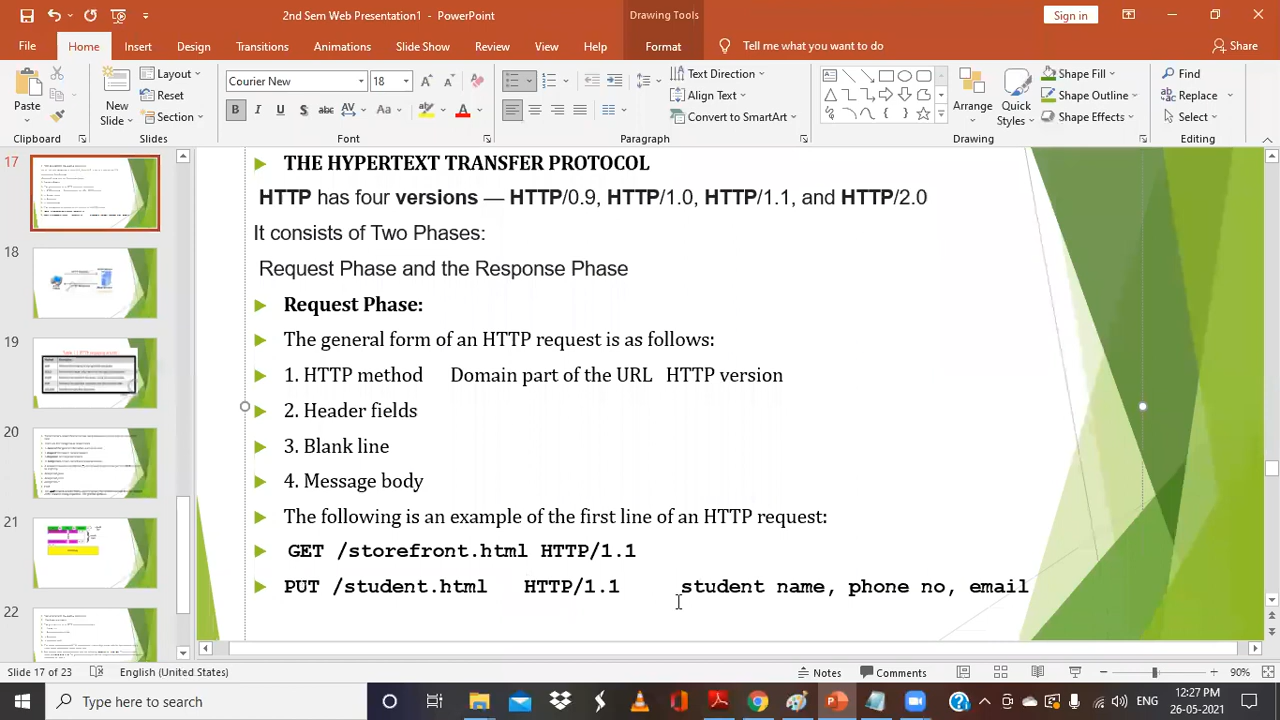 2nd Sem Web Presentation1 - PowerPoint
Drawing Tools
Sign in
File Home Insert Design Transitions Animations Slide Show Review View Help Format Tell me what you want to do Share
Paste
Clipboard
New Slide
Layout
Reset
Section
Slides
Courier New 18
B I U S abc AV Aa A
Font
Text Direction
Align Text
Convert to SmartArt
Paragraph
Arrange
Quick Styles
Shape Fill
Shape Outline
Shape Effects
Drawing
Find
Replace
Select
Editing
17
18
19
20
21
22
THE HYPERTEXT TRANSFER PROTOCOL
HTTP has four versions — HTTP/0.9, HTTP/1.0, HTTP/1.1, and HTTP/2.0
It consists of Two Phases:
Request Phase and the Response Phase
Request Phase:
The general form of an HTTP request is as follows:
1. HTTP method Domain part of the URL HTTP version
2. Header fields
3. Blank line
4. Message body
The following is an example of the first line of an HTTP request:
GET /storefront.html HTTP/1.1
PUT /student.html HTTP/1.1 student name, phone no, email
Slide 17 of 23 English (United States) Notes Comments 90%
Type here to search
ENG
12:27 PM
26-05-2021